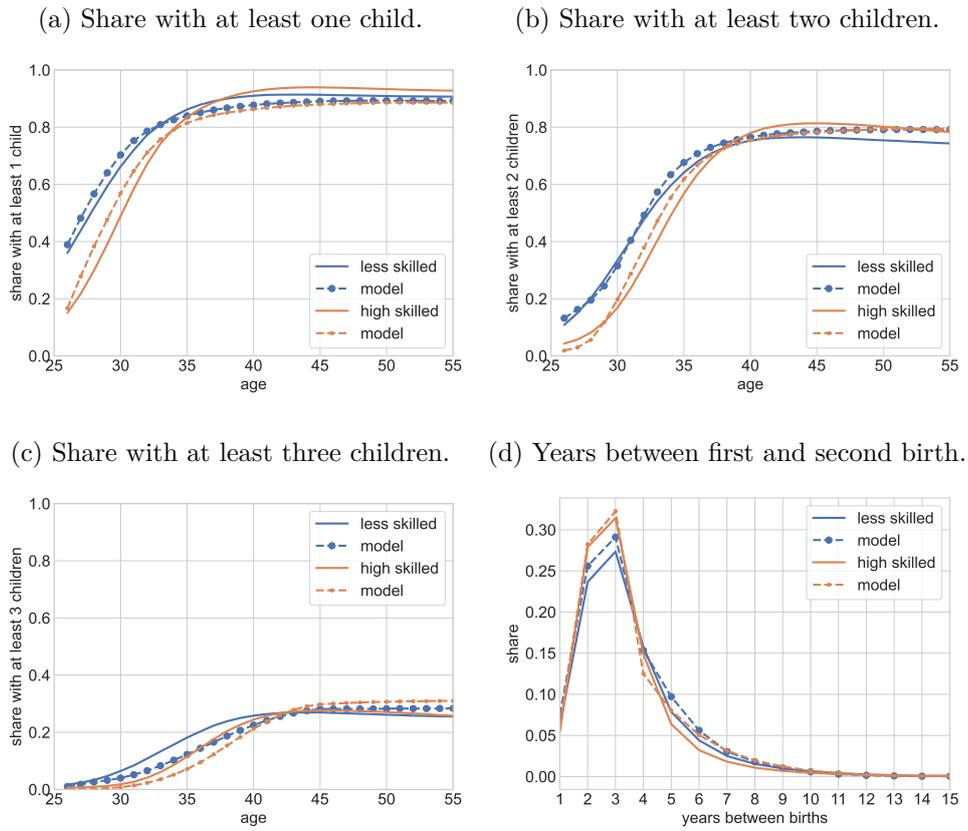 (a) Share with at least one child.
share with at least 1 child
1.0
0.8
0.6
0.4
0.2
0.0
less skilled
model
high skilled
model
25 30 35 40 45 50 55
age
(b) Share with at least two children.
share with at least 2 children
1.0
0.8
0.6
0.4
0.2
0.0
less skilled
model
high skilled
model
25 30 35 40 45 50 55
age
(c) Share with at least three children.
share with at least 3 children
1.0
0.8
0.6
0.4
0.2
0.0
less skilled
model
high skilled
model
25 30 35 40 45 50 55
age
(d) Years between first and second birth.
share
0.30
0.25
0.20
0.15
0.10
0.05
0.00
less skilled
model
high skilled
model
1 2 3 4 5 6 7 8 9 10 11 12 13 14 15
years between births